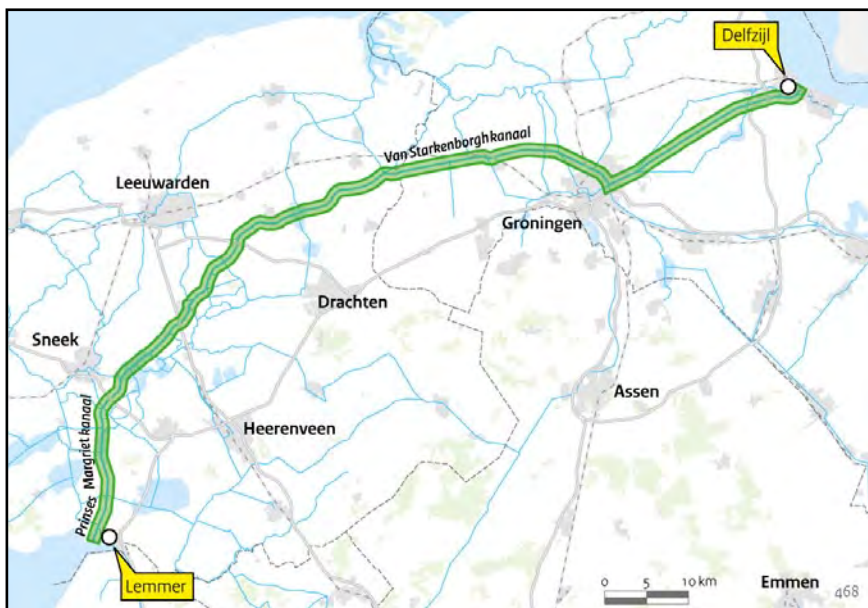 Delfzijl
Van Starkenborghkanaal
Leeuwarden
Groningen
Drachten
Sneek
Assen
Heerenveen
Prinses Margriet kanaal
Lemmer
0 5 10 km
Emmen
468